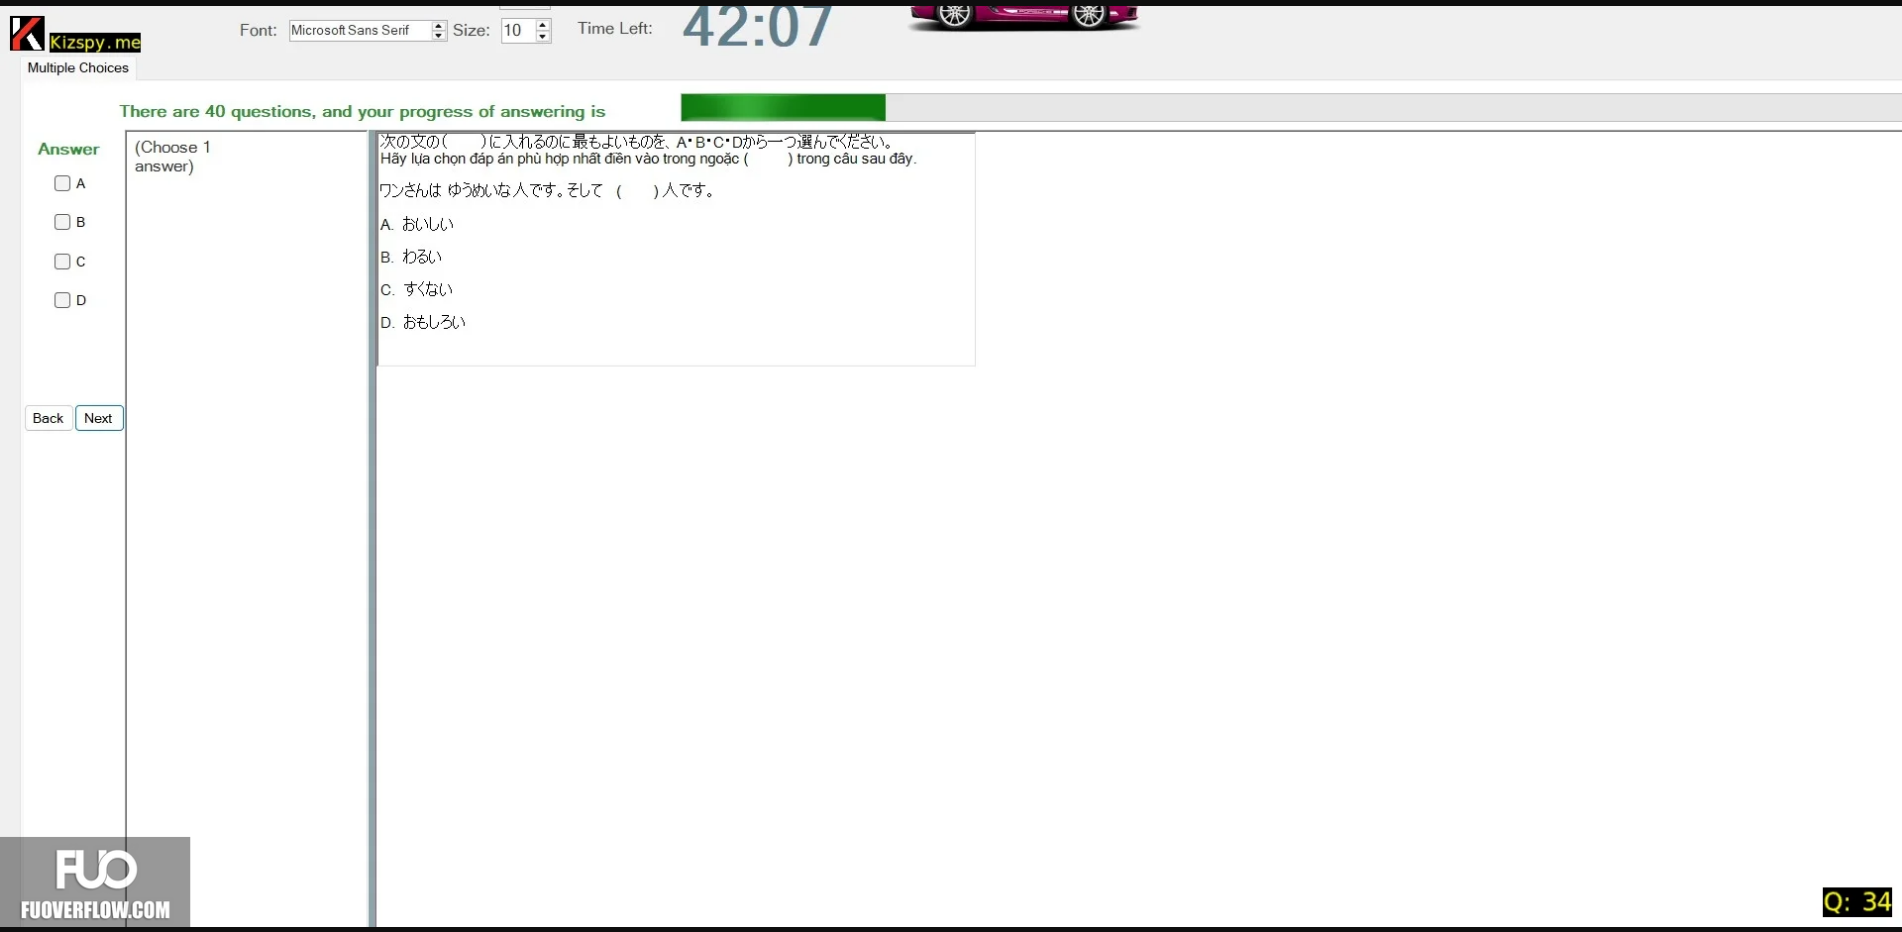 Kizspy.me
Font: Microsoft Sans Serif Size: 10 Time Left: 42:07
Multiple Choices
There are 40 questions, and your progress of answering is
Answer
A
B
C
D
Back Next
(Choose 1
answer)
次の文の(　　)に入れるのに最もよいものを、A・B・C・Dから一つ選んでください。
Hãy lựa chọn đáp án phù hợp nhất điền vào trong ngoặc (　　) trong câu sau đây.
ワンさんは ゆうめいな人です。そして (　　)人です。
A. おいしい
B. わるい
C. すくない
D. おもしろい
FUO
FUOVERFLOW.COM
Q: 34